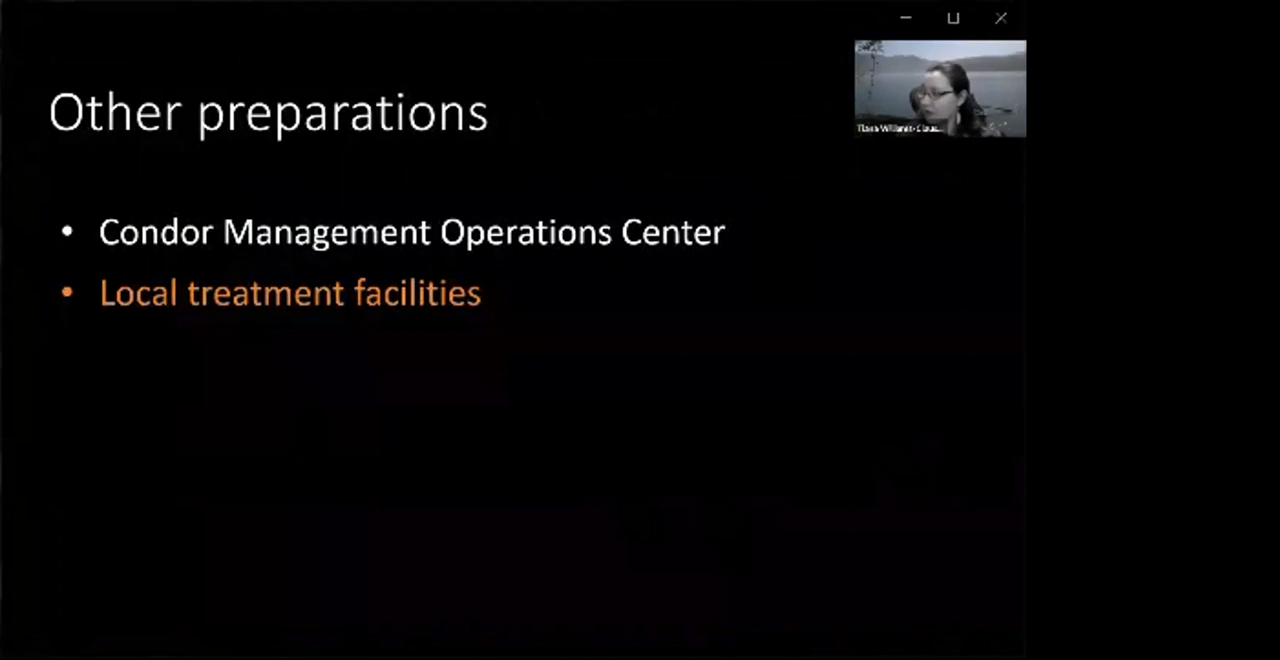 Other preparations
• Condor Management Operations Center
• Local treatment facilities